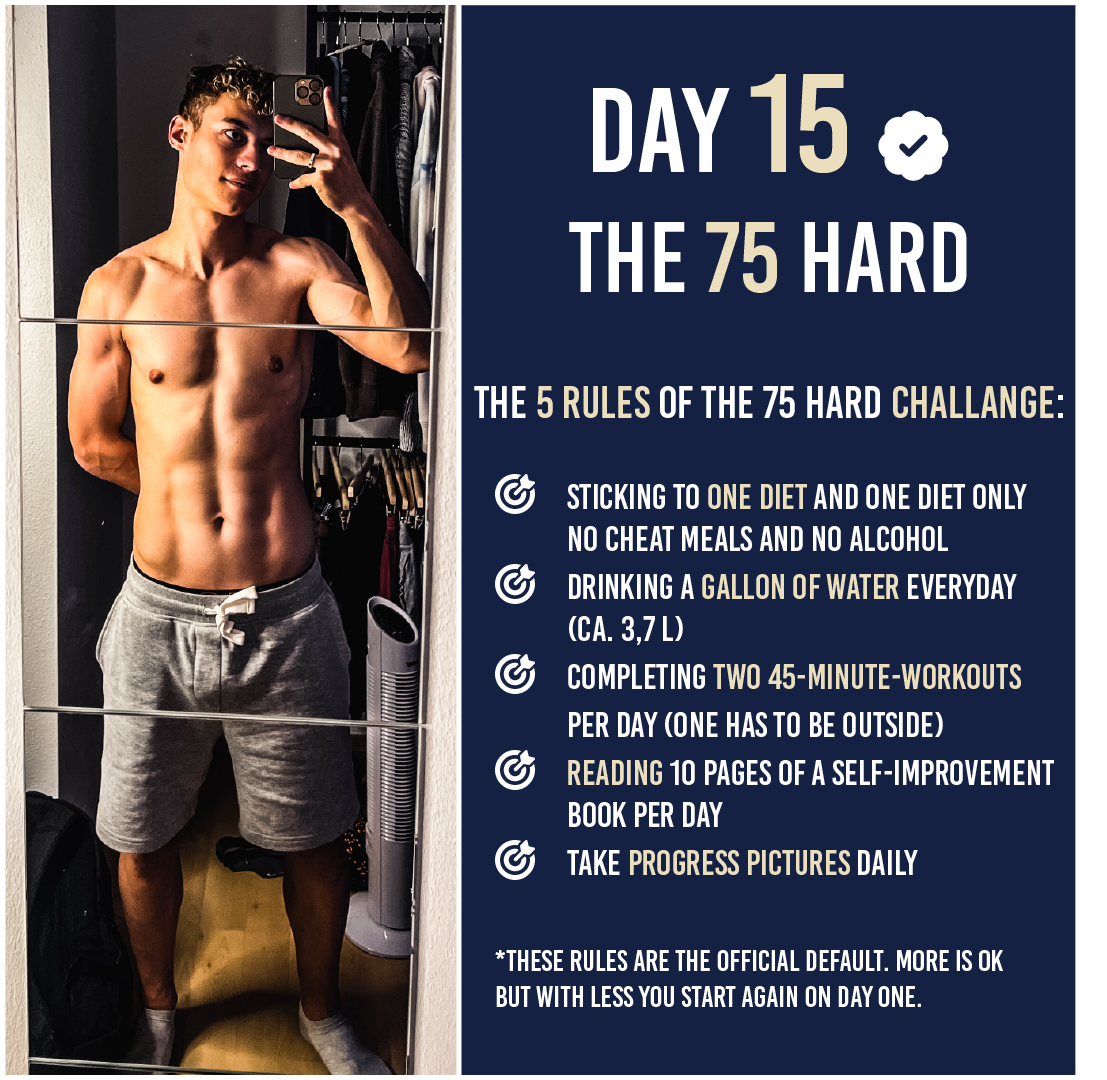 DAY 15
THE 75 HARD
THE 5 RULES OF THE 75 HARD CHALLANGE:
STICKING TO ONE DIET AND ONE DIET ONLY
NO CHEAT MEALS AND NO ALCOHOL
DRINKING A GALLON OF WATER EVERYDAY
(CA. 3,7 L)
COMPLETING TWO 45-MINUTE-WORKOUTS
PER DAY (ONE HAS TO BE OUTSIDE)
READING 10 PAGES OF A SELF-IMPROVEMENT
BOOK PER DAY
TAKE PROGRESS PICTURES DAILY
*THESE RULES ARE THE OFFICIAL DEFAULT. MORE IS OK
BUT WITH LESS YOU START AGAIN ON DAY ONE.